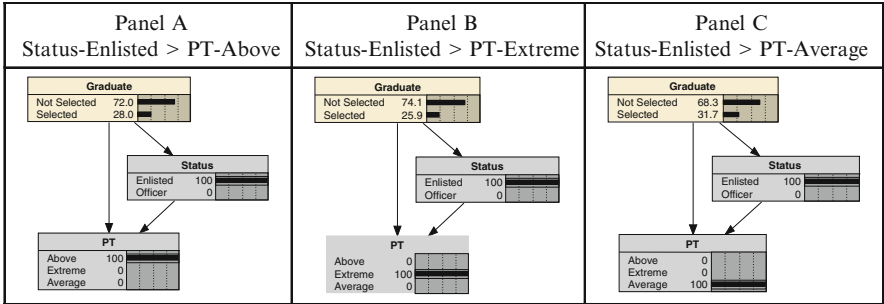 Panel A
Status-Enlisted > PT-Above
Panel B
Status-Enlisted > PT-Extreme
Panel C
Status-Enlisted > PT-Average
Graduate
Not Selected 72.0
Selected 28.0
Status
Enlisted 100
Officer 0
PT
Above 100
Extreme 0
Average 0
Graduate
Not Selected 74.1
Selected 25.9
Status
Enlisted 100
Officer 0
PT
Above 0
Extreme 100
Average 0
Graduate
Not Selected 68.3
Selected 31.7
Status
Enlisted 100
Officer 0
PT
Above 0
Extreme 0
Average 100